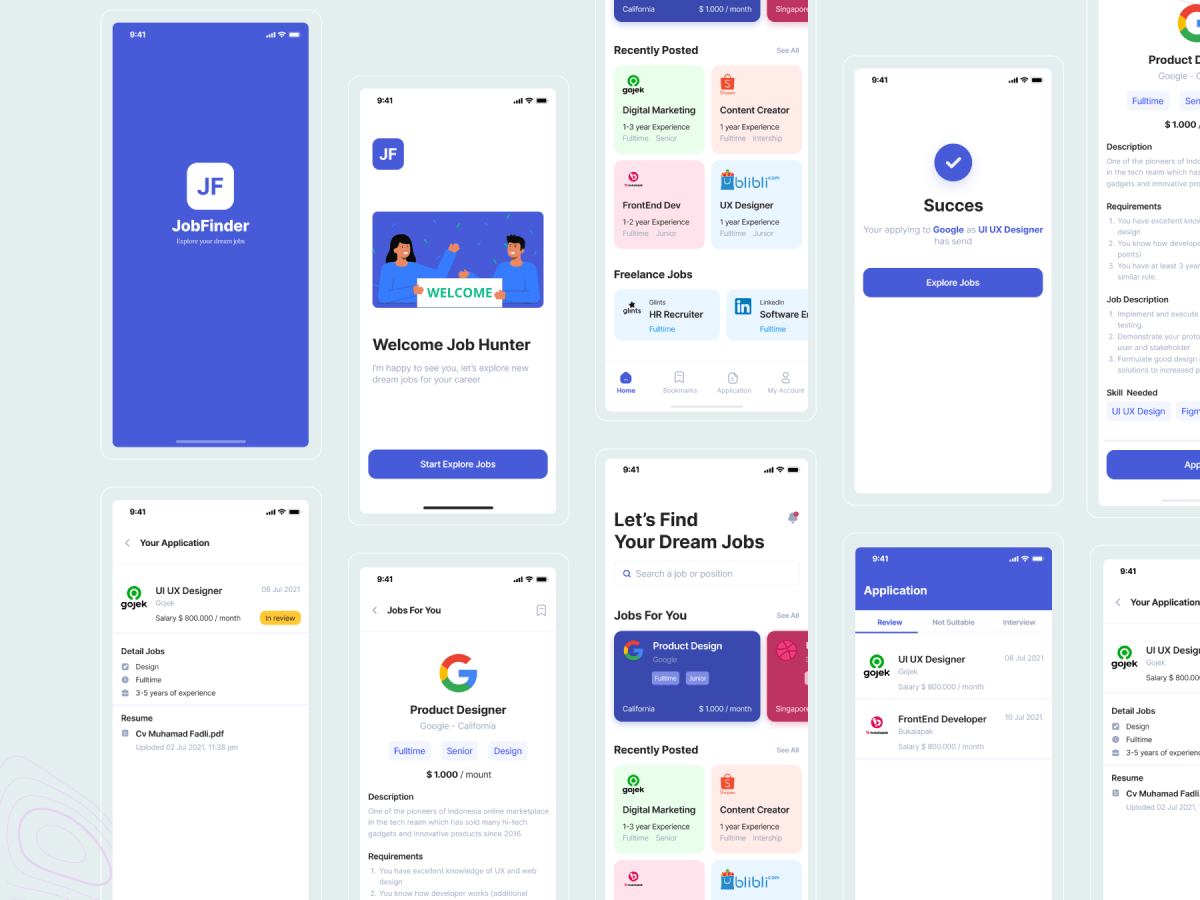 9:41
JF
JobFinder
Explore your dream jobs
9:41
Your Application
gojek
UI UX Designer
08 Jul 2021
Gojek
Salary $ 800.000 / month
In review
Detail Jobs
Design
Fulltime
3-5 years of experience
Resume
Cv Muhamad Fadli.pdf
Uploded 02 Jul 2021, 11:38 pm
9:41
JF
WELCOME
Welcome Job Hunter
I'm happy to see you, let's explore new
dream jobs for your career
Start Explore Jobs
9:41
Jobs For You
Product Designer
Google - California
Fulltime
Senior
Design
$ 1.000 / mount
Description
One of the pioneers of Indonesia online marketplace
in the tech realm which has sold many hi-tech
gadgets and innovative products since 2016.
Requirements
1. You have excellent knowledge of UX and web
design
2. You know how developer works (additional
California
$ 1.000 / month
Singapore
Recently Posted
See All
gojek
Digital Marketing
1-3 year Experience
Fulltime Senior
Shopee
Content Creator
1 year Experience
Fulltime Intership
bukalapak
FrontEnd Dev
1-2 year Experience
Fulltime Junior
blibli.com
UX Designer
1 year Experience
Fulltime Junior
Freelance Jobs
glints
Glints
HR Recruiter
Fulltime
in
LinkedIn
Software E
Fulltime
Home
Bookmarks
Application
My Account
9:41
Let's Find
Your Dream Jobs
Search a job or position
Jobs For You
See All
Product Design
Google
Fulltime
Junior
California
$ 1.000 / month
Singapore
Recently Posted
See All
gojek
Digital Marketing
1-3 year Experience
Fulltime Senior
Shopee
Content Creator
1 year Experience
Fulltime Intership
bukalapak
blibli.com
9:41
Succes
Your applying to Google as UI UX Designer
has send
Explore Jobs
9:41
Application
Review
Not Suitable
Interview
gojek
UI UX Designer
08 Jul 2021
Gojek
Salary $ 800.000 / month
bukalapak
FrontEnd Developer
10 Jul 2021
Bukalapak
Salary $ 800.000 / month
Product D
Google - C
Fulltime
Sen
$ 1.000 /
Description
One of the pioneers of Indo
in the tech realm which has
gadgets and innovative pro
Requirements
1. You have excellent know
design
2. You know how develope
points)
3. You have at least 3 year
similar role.
Job Description
1. Implement and execute
testing.
2. Demonstrate your proto
user and stakeholder
3. Formulate good design
solutions to increased p
Skill Needed
UI UX Design
Figm
App
9:41
Your Application
gojek
UI UX Design
Gojek
Salary $ 800.00
Detail Jobs
Design
Fulltime
3-5 years of experience
Resume
Cv Muhamad Fadli.
Uploded 02 Jul 2021,